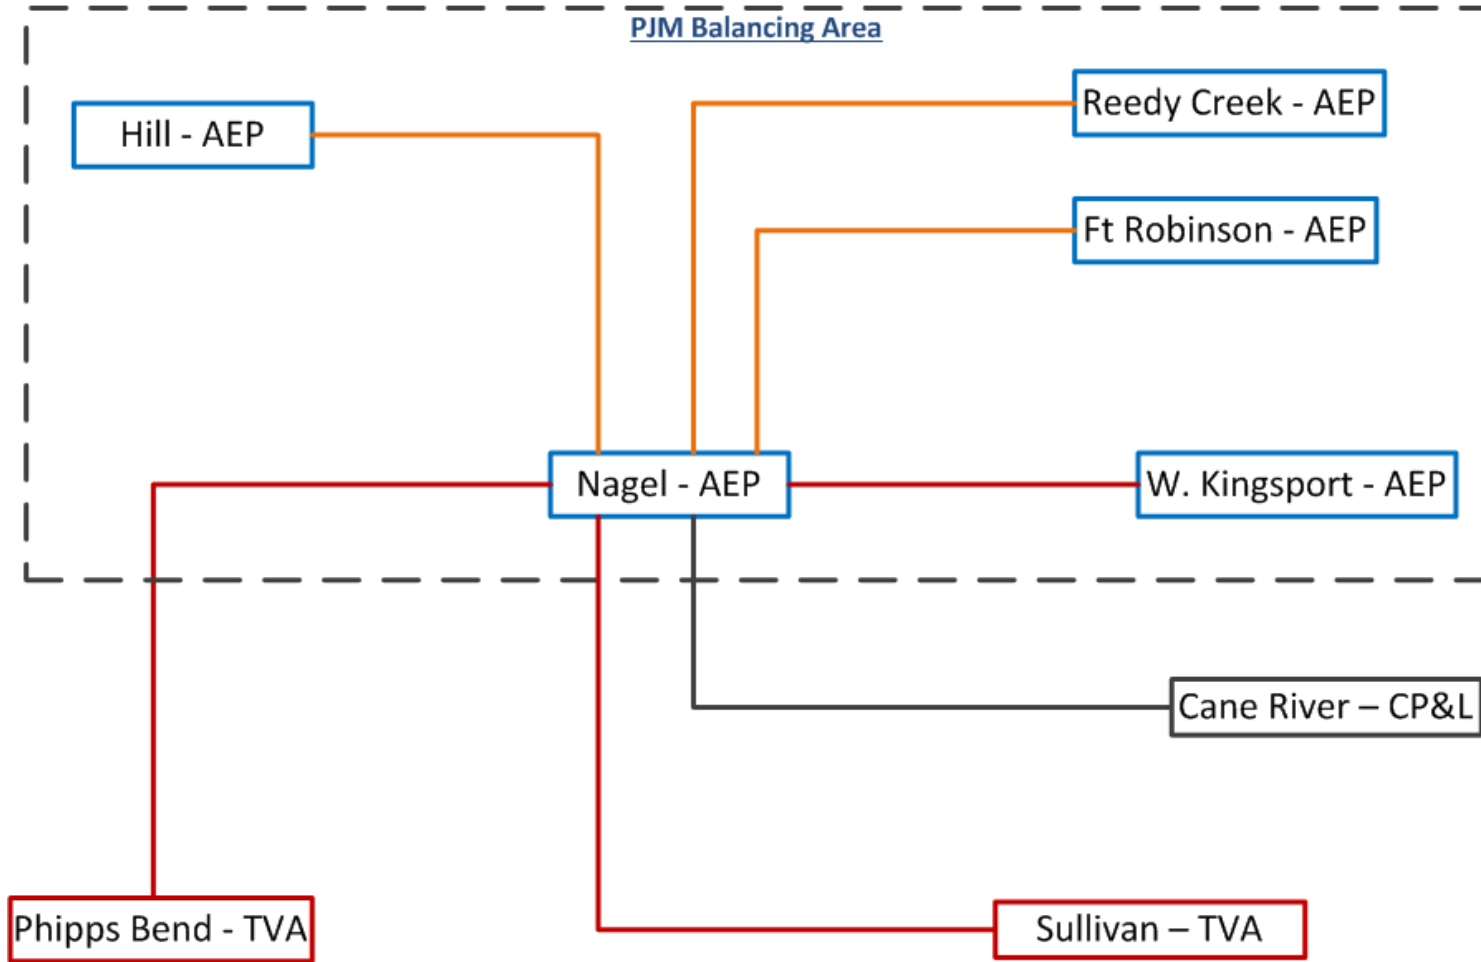 PJM Balancing Area
Reedy Creek - AEP
Hill - AEP
Ft Robinson - AEP
Nagel - AEP
W. Kingsport - AEP
Cane River – CP&L
Phipps Bend - TVA
Sullivan – TVA